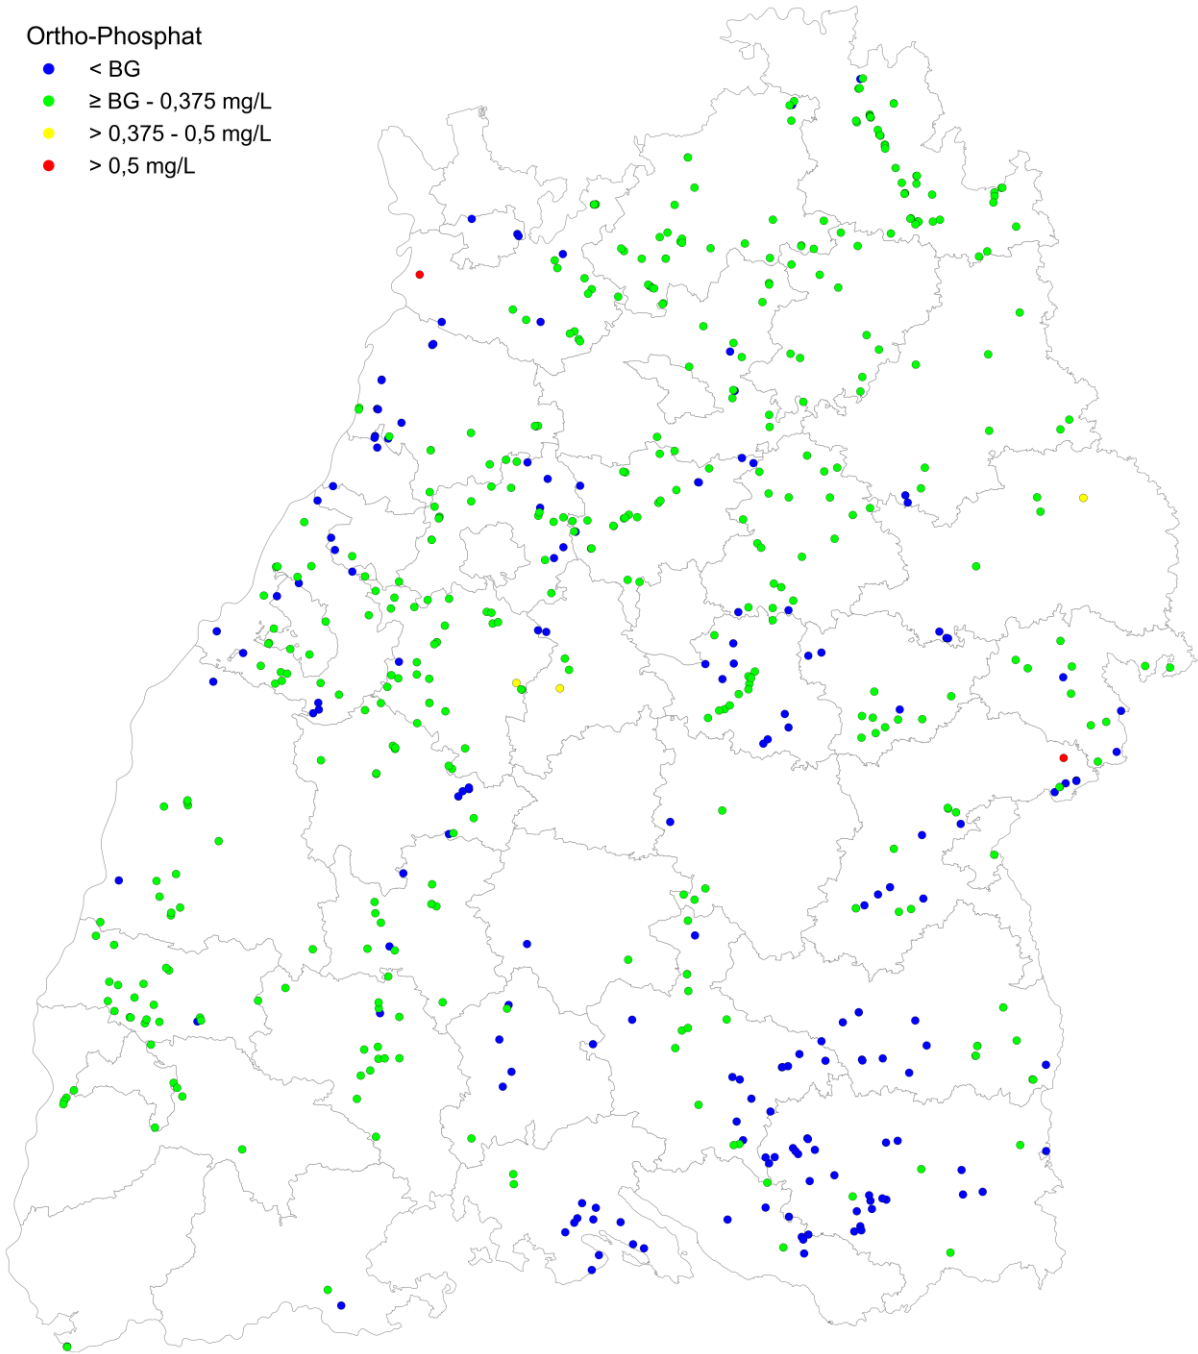 Ortho-Phosphat
< BG
≥ BG - 0,375 mg/L
> 0,375 - 0,5 mg/L
> 0,5 mg/L